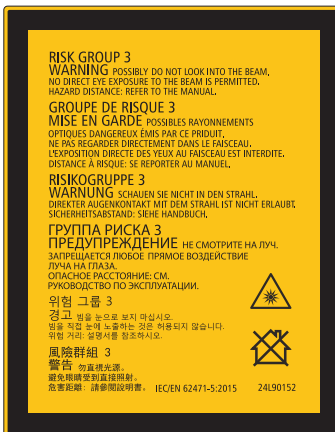 RISK GROUP 3
WARNING POSSIBLY DO NOT LOOK INTO THE BEAM,
NO DIRECT EYE EXPOSURE TO THE BEAM IS PERMITTED.
HAZARD DISTANCE: REFER TO THE MANUAL.
GROUPE DE RISQUE 3
MISE EN GARDE POSSIBLES RAYONNEMENTS
OPTIQUES DANGEREUX ÉMIS PAR CE PRIDUIT,
NE PAS REGARDER DIRECTEMENT DANS LE FAISCEAU.
L'EXPOSITION DIRECTE DES YEUX AU FAISCEAU EST INTERDITE.
DISTANCE À RISQUE: SE REPORTER AU MANUEL.
RISIKOGRUPPE 3
WARNUNG SCHAUEN SIE NICHT IN DEN STRAHL.
DIREKTER AUGENKONTAKT MIT DEM STRAHL IST NICHT ERLAUBT.
SICHERHEITSABSTAND: SIEHE HANDBUCH.
ГРУППА РИСКА 3
ПРЕДУПРЕЖДЕНИЕ НЕ СМОТРИТЕ НА ЛУЧ.
ЗАПРЕЩАЕТСЯ ЛЮБОЕ ПРЯМОЕ ВОЗДЕЙСТВИЕ
ЛУЧА НА ГЛАЗА.
ОПАСНОЕ РАССТОЯНИЕ: СМ.
РУКОВОДСТВО ПО ЭКСПЛУАТАЦИИ.
위험 그룹 3
경고 빔을 눈으로 보지 마십시오.
빔을 직접 눈에 노출하는 것은 허용되지 않습니다.
위험 거리: 설명서를 참조하십시오.
風險群組 3
警告 勿直視光源。
避免眼睛受到直接照射。
危害距離: 請參閱說明書。 IEC/EN 62471-5:2015 24L90152